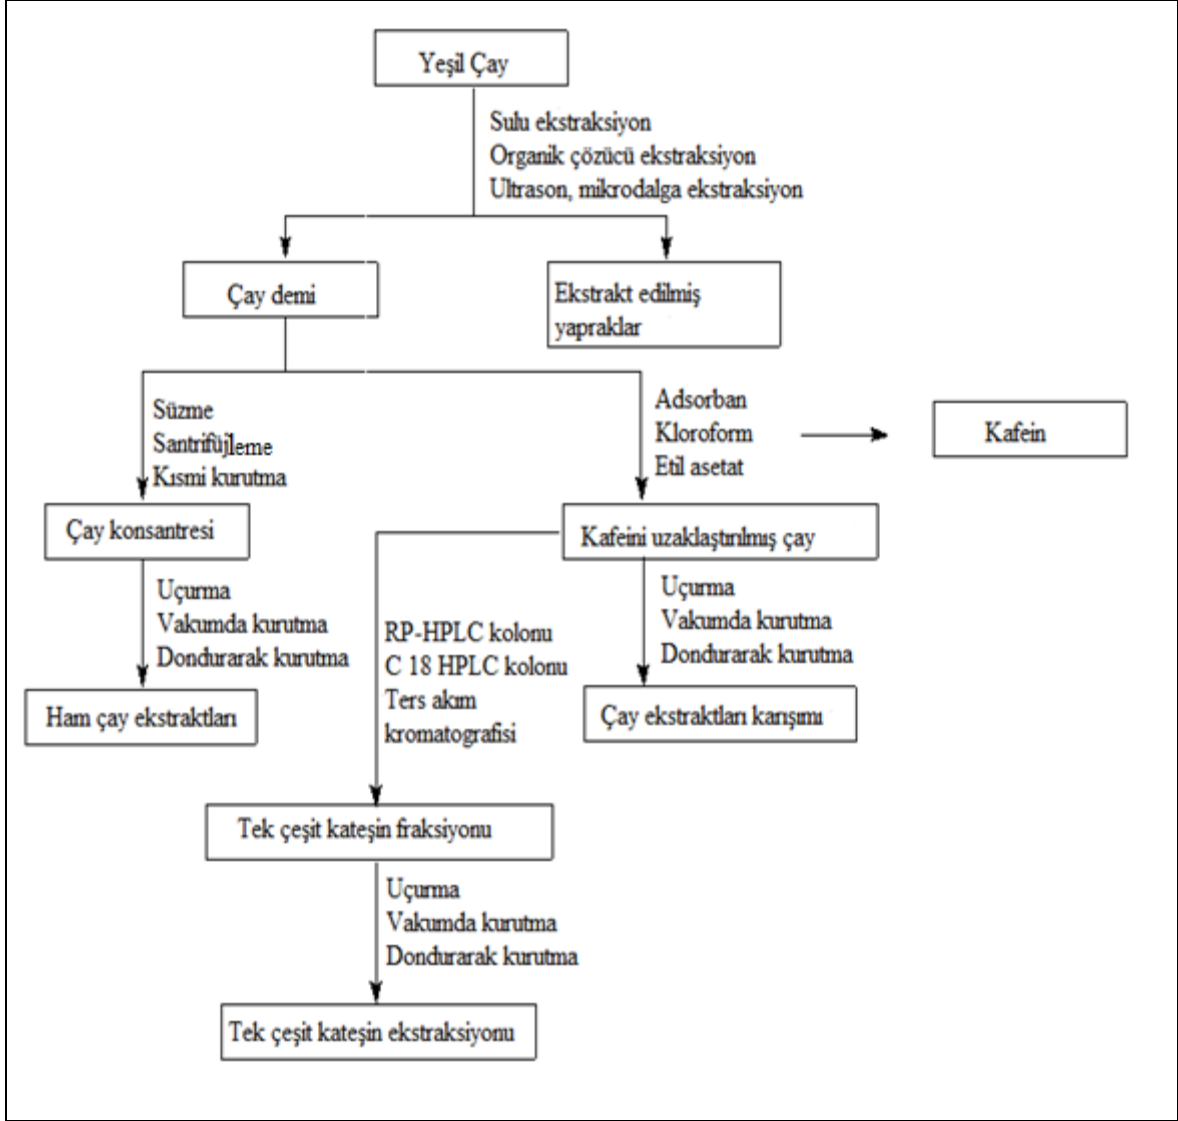 Yeşil Çay
Sulu ekstraksiyon
Organik çözücü ekstraksiyon
Ultrason, mikrodalga ekstraksiyon
Çay demi
Ekstrakt edilmiş
yapraklar
Süzme
Santrifüjleme
Kısmi kurutma
Adsorban
Kloroform
Etil asetat
Kafein
Çay konsantresi
Kafeini uzaklaştırılmış çay
Uçurma
Vakumda kurutma
Dondurarak kurutma
RP-HPLC kolonu
C 18 HPLC kolonu
Ters akım
kromatografisi
Uçurma
Vakumda kurutma
Dondurarak kurutma
Ham çay ekstraktları
Çay ekstraktları karışımı
Tek çeşit kateşin fraksiyonu
Uçurma
Vakumda kurutma
Dondurarak kurutma
Tek çeşit kateşin ekstraksiyonu